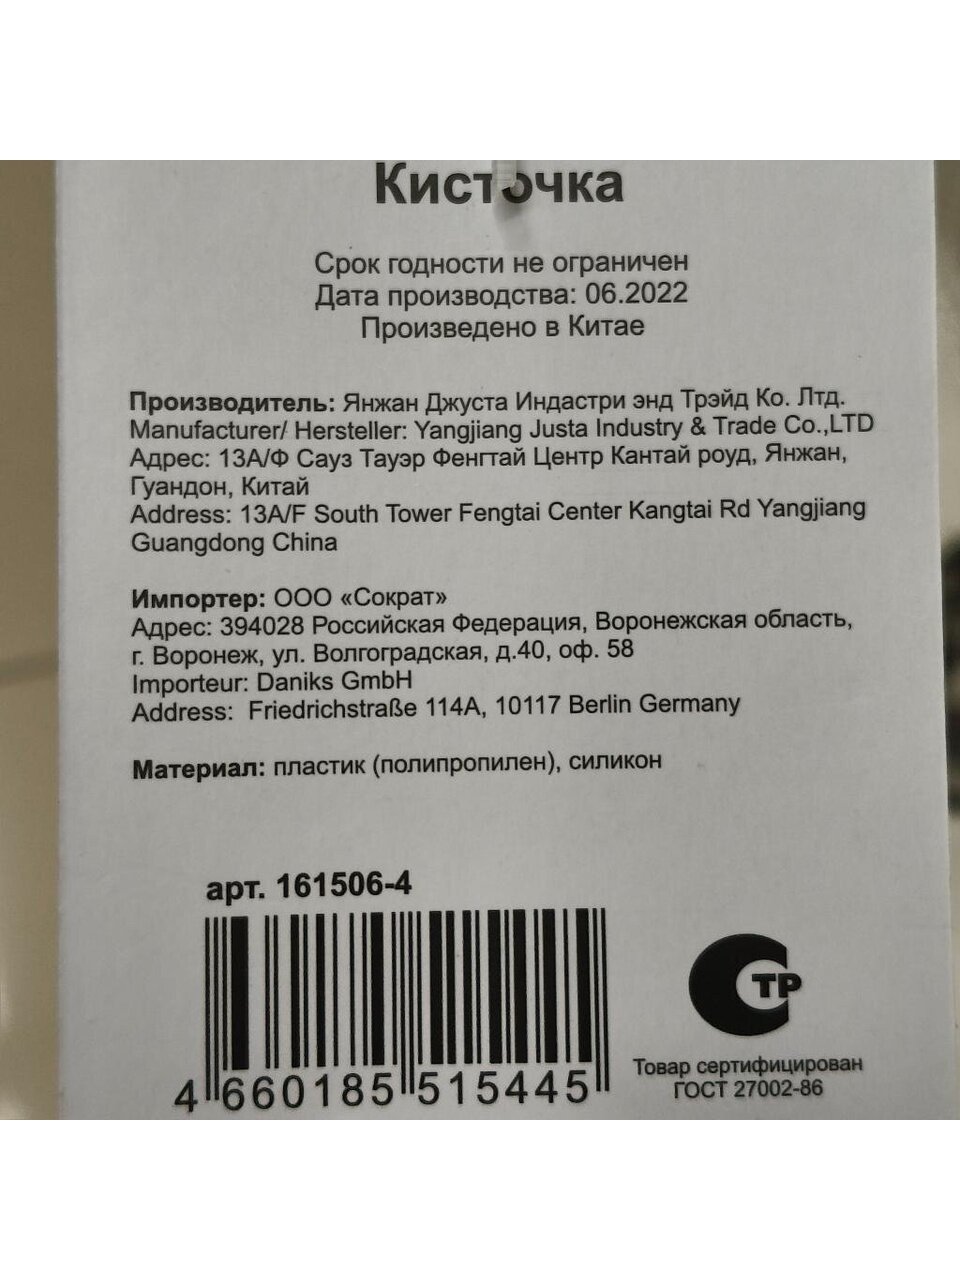 Кисточка
Срок годности не ограничен
Дата производства: 06.2022
Произведено в Китае
Производитель: Янжан Джуста Индастри энд Трэйд Ко. Лтд.
Manufacturer/ Hersteller: Yangjiang Justa Industry & Trade Co.,LTD
Адрес: 13А/Ф Сауз Тауэр Фенгтай Центр Кантай роуд, Янжан,
Гуандон, Китай
Address: 13A/F South Tower Fengtai Center Kangtai Rd Yangjiang
Guangdong China
Импортер: ООО «Сократ»
Адрес: 394028 Российская Федерация, Воронежская область,
г. Воронеж, ул. Волгоградская, д.40, оф. 58
Importeur: Daniks GmbH
Address: Friedrichstraße 114A, 10117 Berlin Germany
Материал: пластик (полипропилен), силикон
арт. 161506-4
4 660185 515445
СТР
Товар сертифицирован
ГОСТ 27002-86